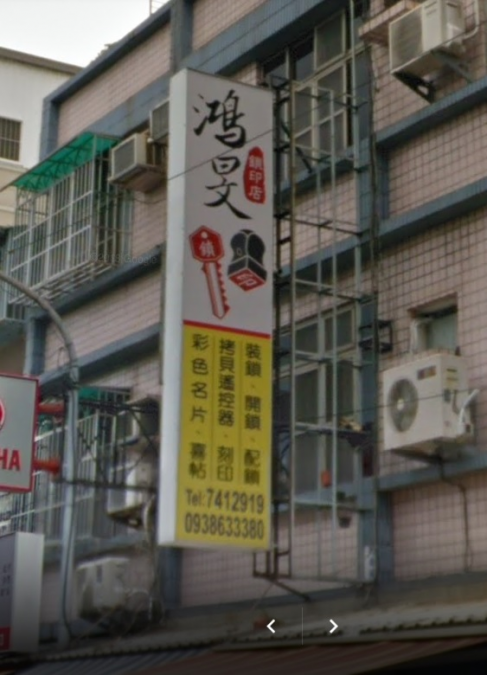 鴻旻
鎖印店
鎖
印
裝鎖、開鎖、配鎖
拷貝遙控器、刻印
彩色名片、喜帖
Tel:7412919
0938633380
HA